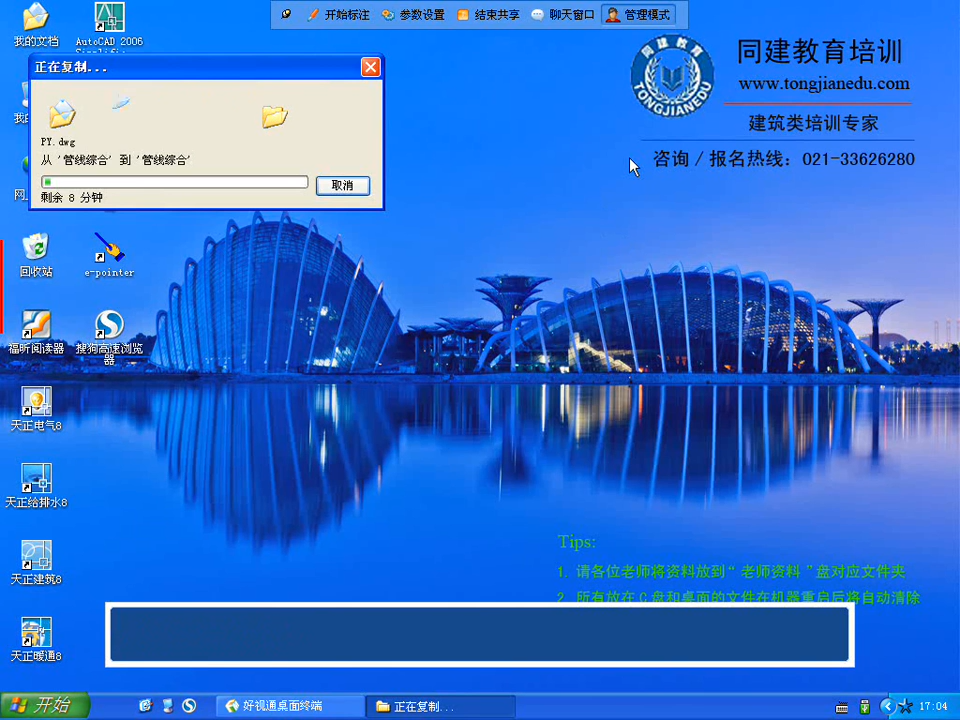 开始标注 参数设置 结束共享 聊天窗口 管理模式
我的文档
AutoCAD 2006
正在复制...
PY.dwg
从 '管线综合' 到 '管线综合'
取消
剩余 8 分钟
同建教育
TONGJIANEDU
同建教育培训
www.tongjianedu.com
建筑类培训专家
咨询 / 报名热线：021-33626280
回收站
e-pointer
福昕阅读器
搜狗高速浏览器
天正电气8
天正给排水8
天正建筑8
天正暖通8
Tips:
1. 请各位老师将资料放到“ 老师资料 ”盘对应文件夹
2. 所有放在 C 盘和桌面的文件在机器重启后将自动清除
开始
好视通桌面终端
正在复制...
17:04